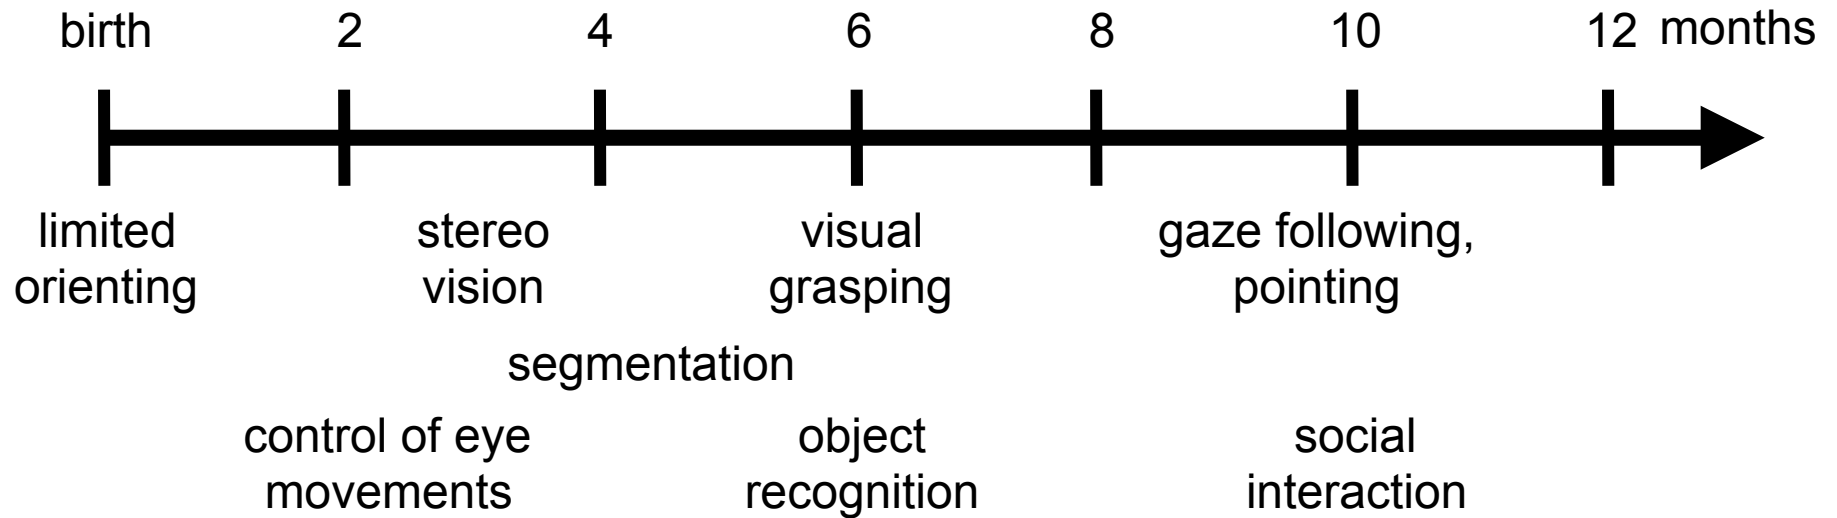 birth 2 4 6 8 10 12 months
limited orienting
stereo vision
visual grasping
gaze following, pointing
segmentation
control of eye movements
object recognition
social interaction